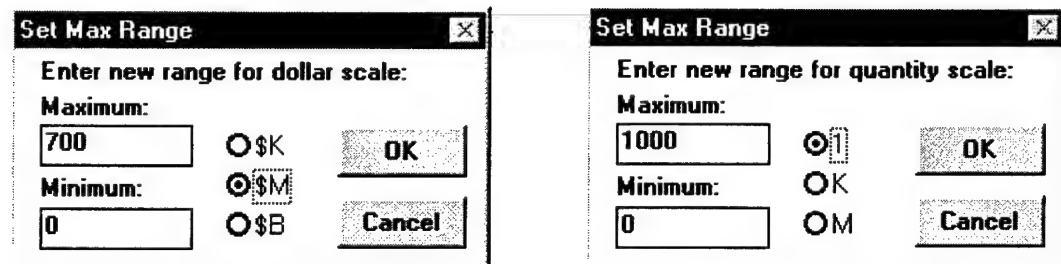 Set Max Range
Enter new range for dollar scale:
Maximum:
700
$K
OK
Minimum:
$M
0
$B
Cancel
Set Max Range
Enter new range for quantity scale:
Maximum:
1000
1
OK
Minimum:
K
0
M
Cancel